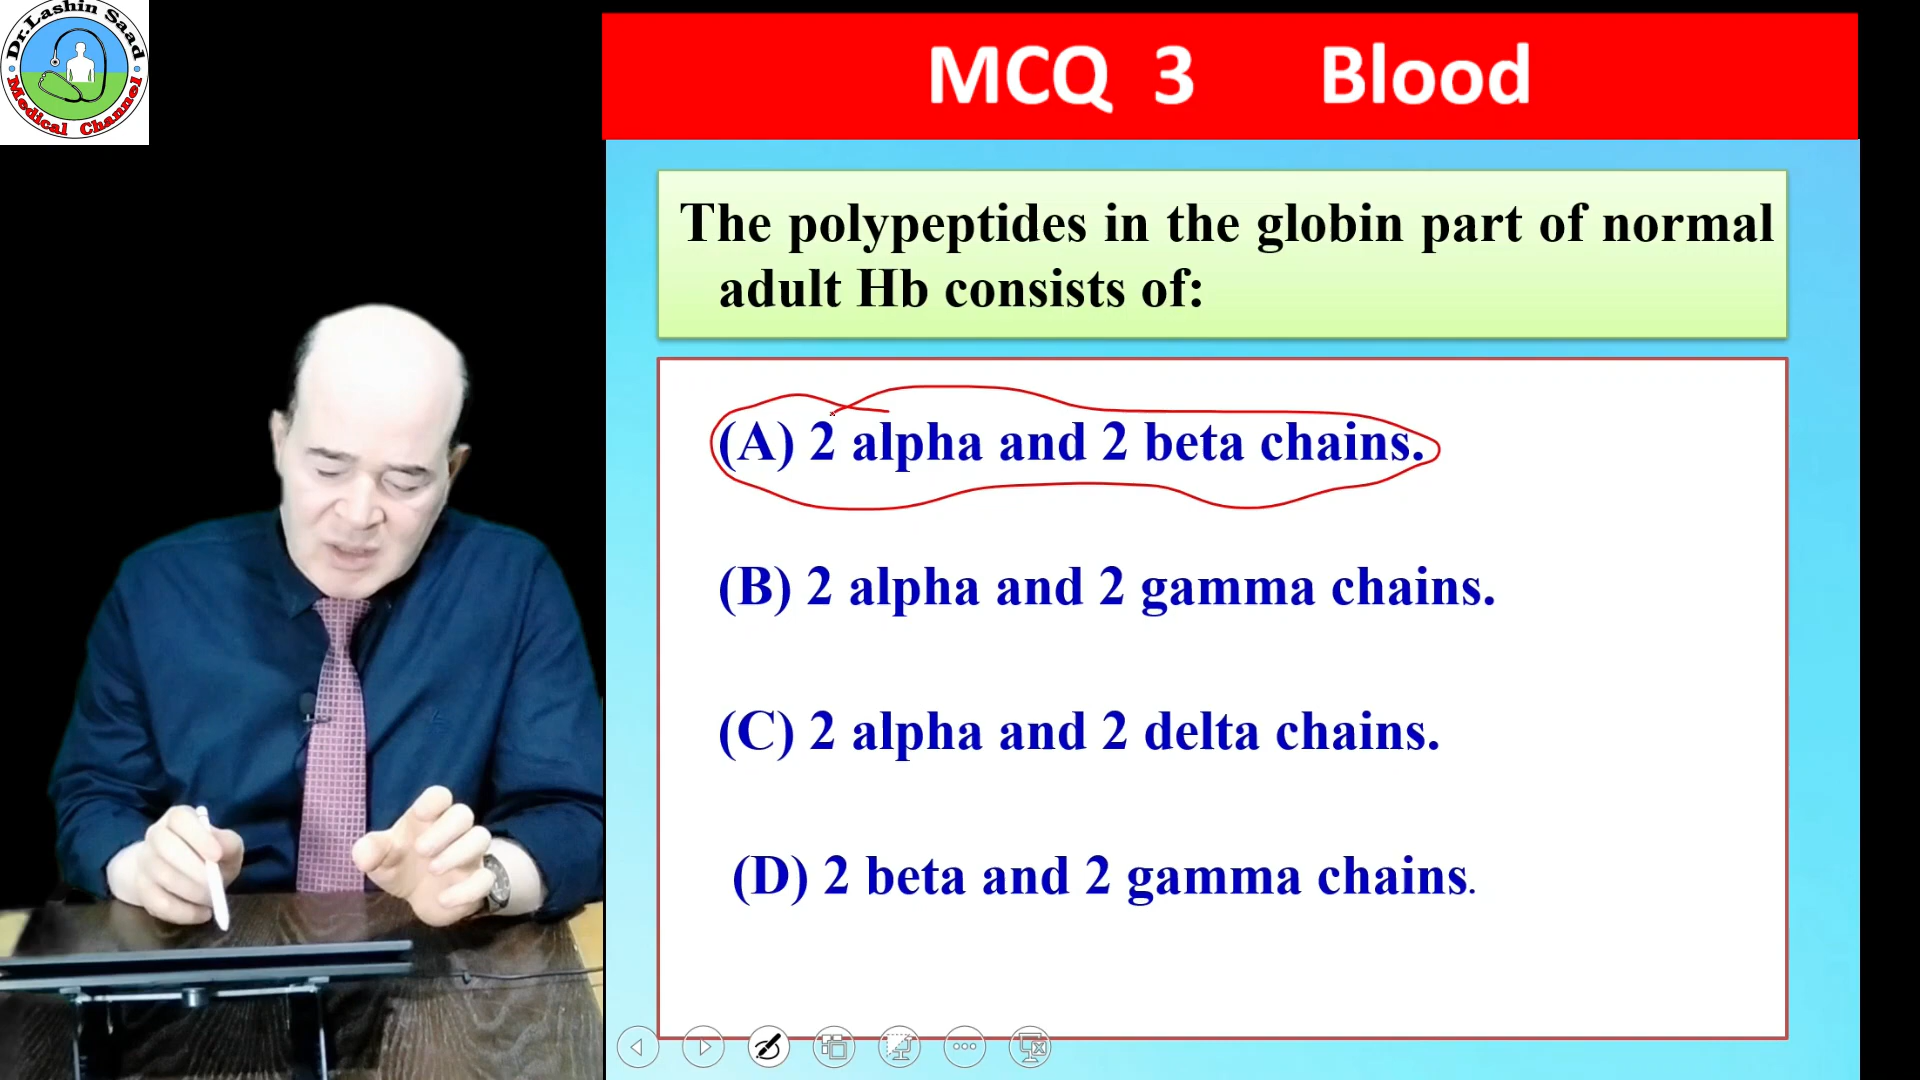 Dr.Lashin Saad
Medical Channel
MCQ 3 Blood
The polypeptides in the globin part of normal
adult Hb consists of:
(A) 2 alpha and 2 beta chains.
(B) 2 alpha and 2 gamma chains.
(C) 2 alpha and 2 delta chains.
(D) 2 beta and 2 gamma chains.